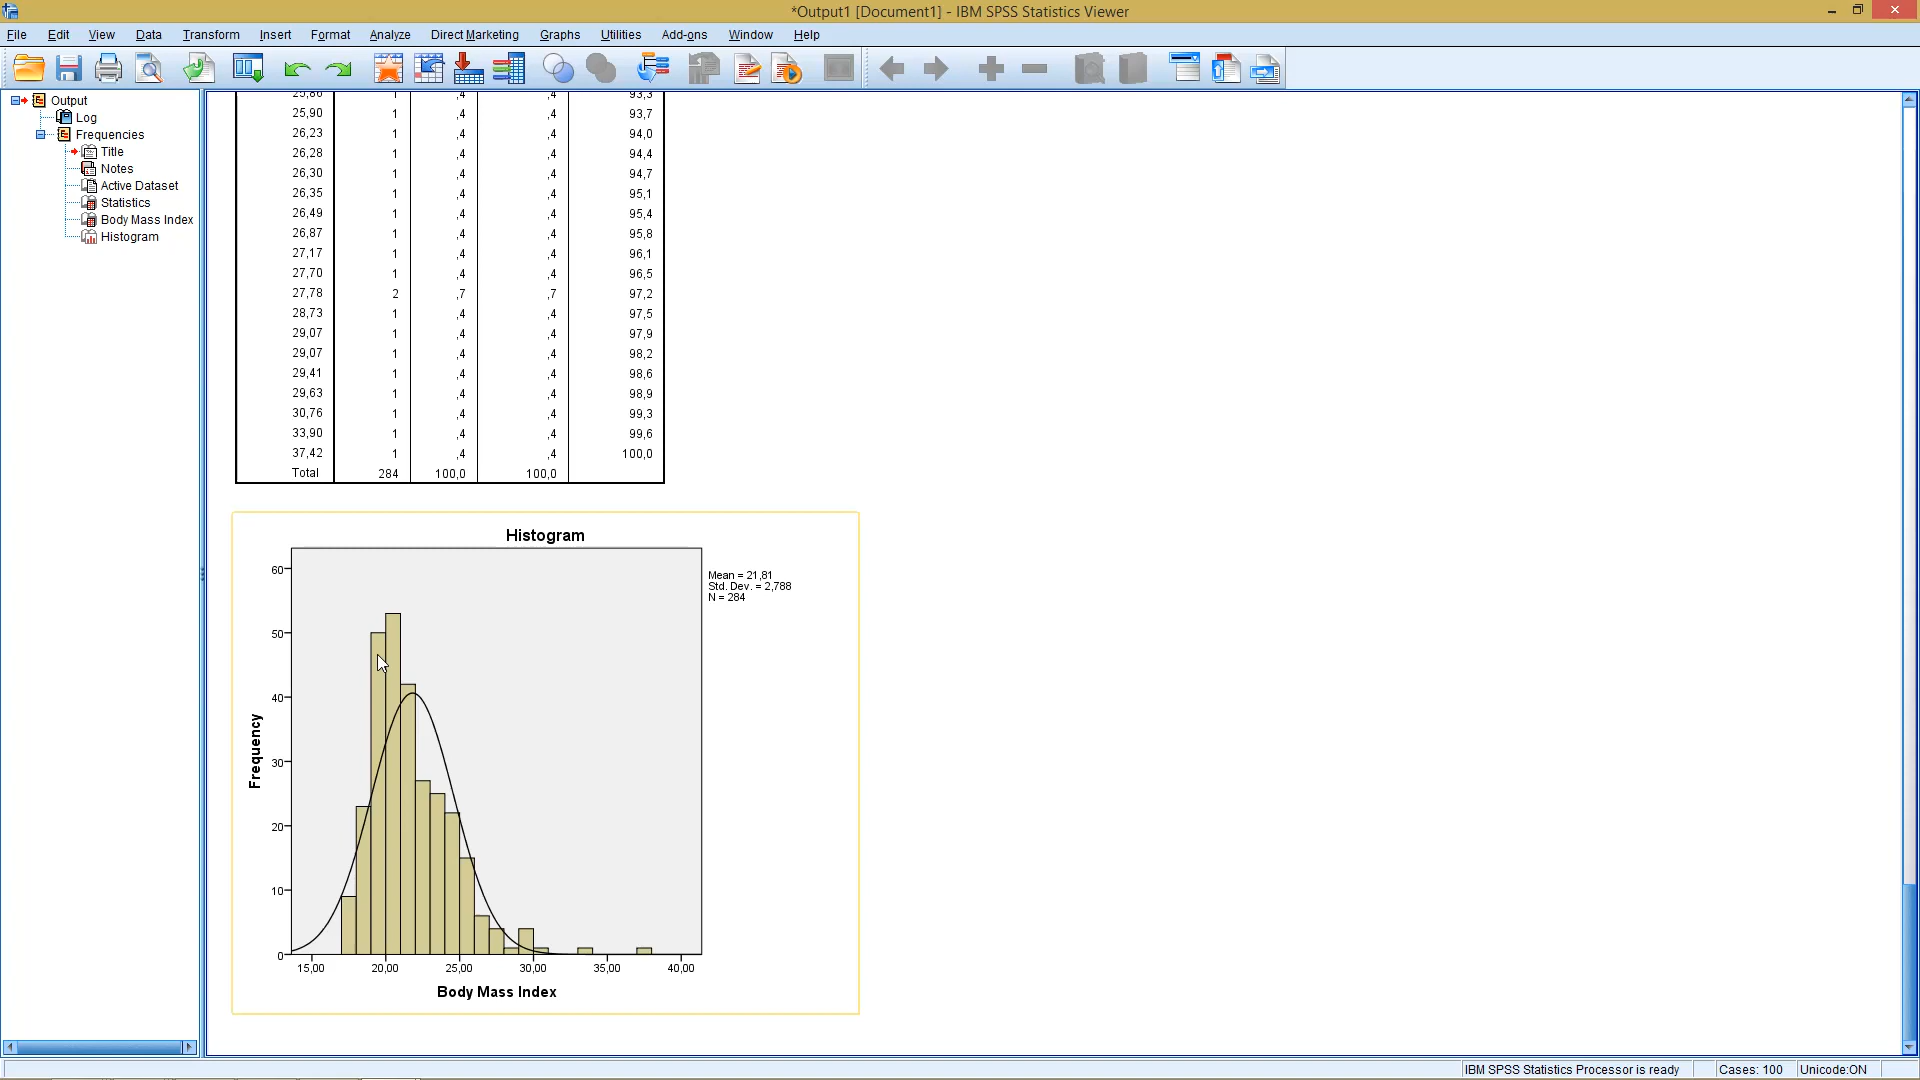 *Output1 [Document1] - IBM SPSS Statistics Viewer
File Edit View Data Transform Insert Format Analyze Direct Marketing Graphs Utilities Add-ons Window Help
Output
Log
Frequencies
Title
Notes
Active Dataset
Statistics
Body Mass Index
Histogram
25,86 1 ,4 ,4 93,3
25,90 1 ,4 ,4 93,7
26,23 1 ,4 ,4 94,0
26,28 1 ,4 ,4 94,4
26,30 1 ,4 ,4 94,7
26,35 1 ,4 ,4 95,1
26,49 1 ,4 ,4 95,4
26,87 1 ,4 ,4 95,8
27,17 1 ,4 ,4 96,1
27,70 1 ,4 ,4 96,5
27,78 2 ,7 ,7 97,2
28,73 1 ,4 ,4 97,5
29,07 1 ,4 ,4 97,9
29,07 1 ,4 ,4 98,2
29,41 1 ,4 ,4 98,6
29,63 1 ,4 ,4 98,9
30,76 1 ,4 ,4 99,3
33,90 1 ,4 ,4 99,6
37,42 1 ,4 ,4 100,0
Total 284 100,0 100,0
Histogram
Mean = 21,81
Std. Dev. = 2,788
N = 284
60
50
40
30
20
10
0
Frequency
15,00 20,00 25,00 30,00 35,00 40,00
Body Mass Index
IBM SPSS Statistics Processor is ready Cases: 100 Unicode:ON